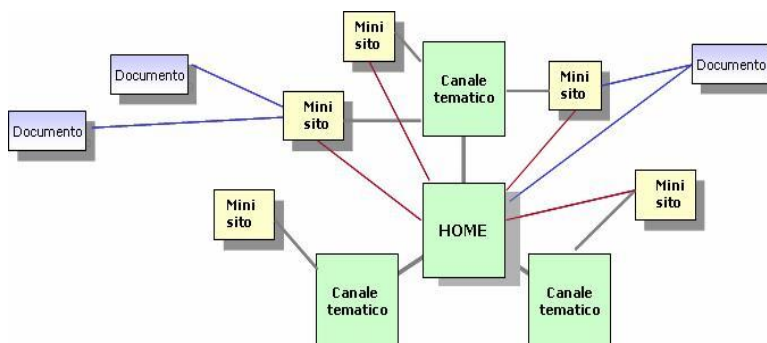 Mini
sito
Documento
Canale
tematico
Mini
sito
Documento
Mini
sito
Documento
Mini
sito
Mini
sito
HOME
Canale
tematico
Canale
tematico